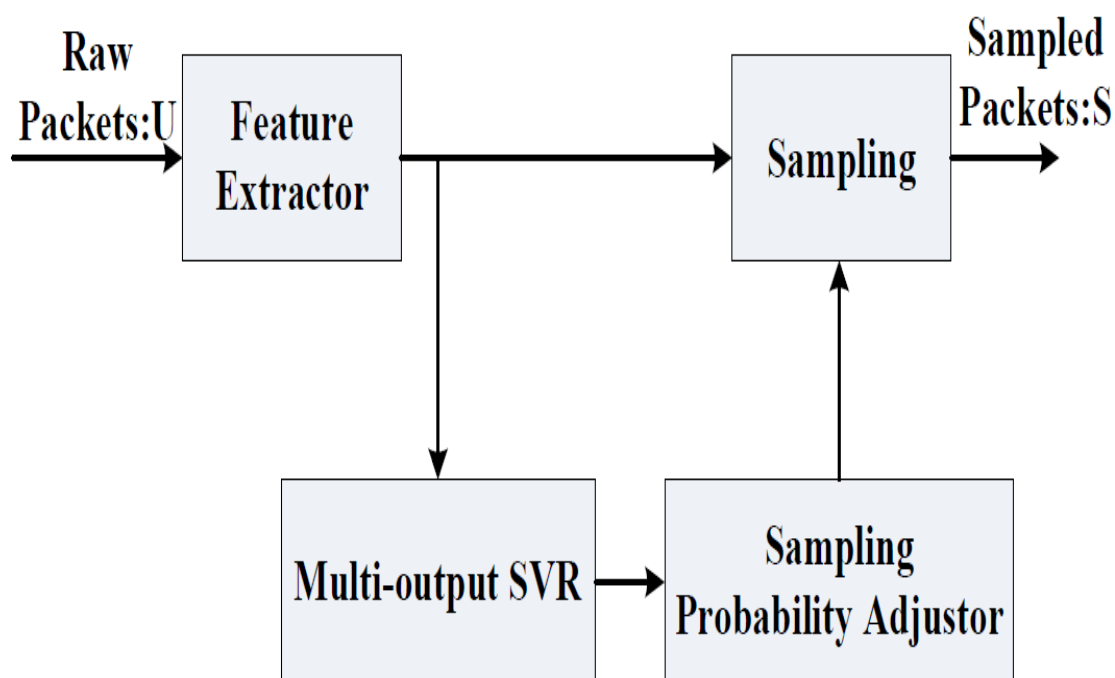 Raw
Packets:U
Feature
Extractor
Sampling
Sampled
Packets:S
Multi-output SVR
Sampling
Probability Adjustor